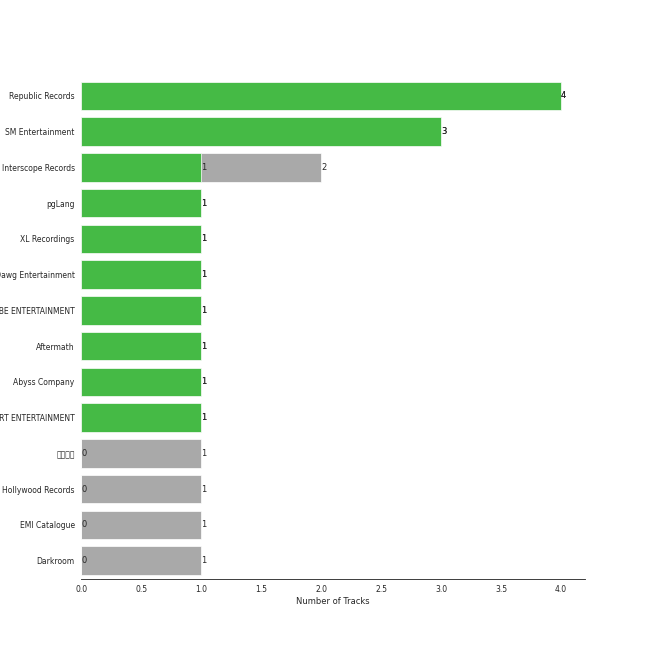 Republic Records 4
SM Entertainment 3
Interscope Records 1 2
pgLang 1
XL Recordings 1
Dawg Entertainment 1
BE ENTERTAINMENT 1
Aftermath 1
Abyss Company 1
RT ENTERTAINMENT 1
0 1
Hollywood Records 0 1
EMI Catalogue 0 1
Darkroom 0 1
0.0 0.5 1.0 1.5 2.0 2.5 3.0 3.5 4.0
Number of Tracks